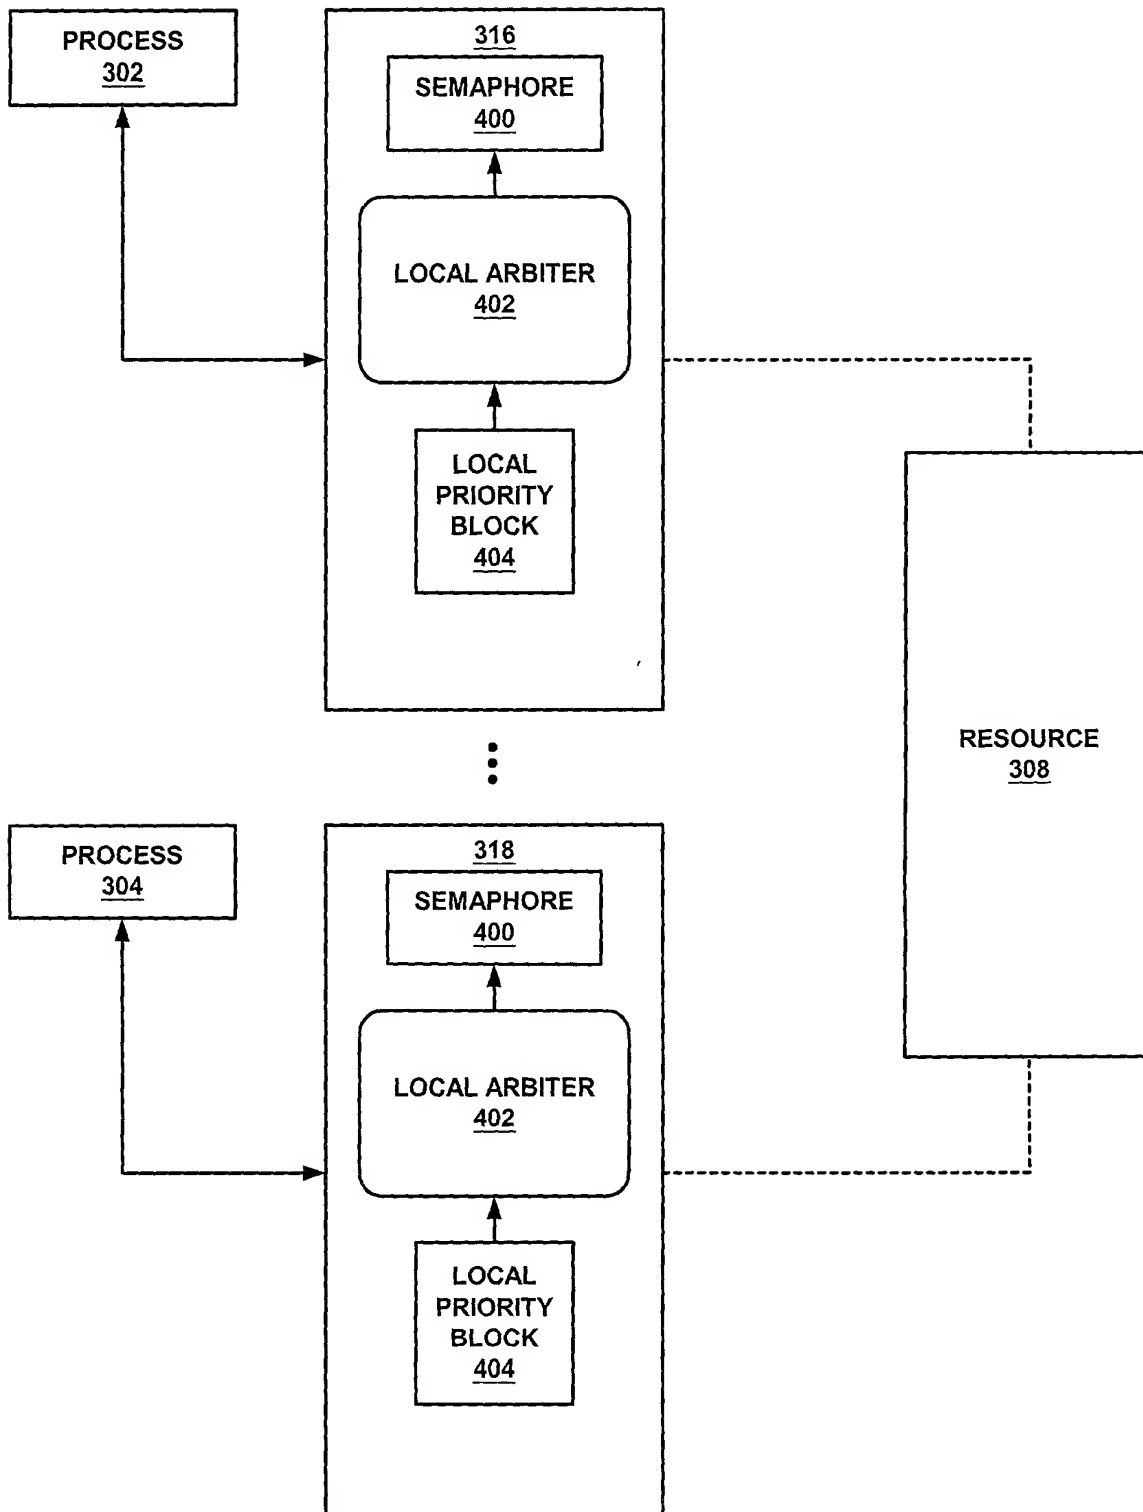 PROCESS
302
316
SEMAPHORE
400
LOCAL ARBITER
402
LOCAL
PRIORITY
BLOCK
404
RESOURCE
308
PROCESS
304
318
SEMAPHORE
400
LOCAL ARBITER
402
LOCAL
PRIORITY
BLOCK
404